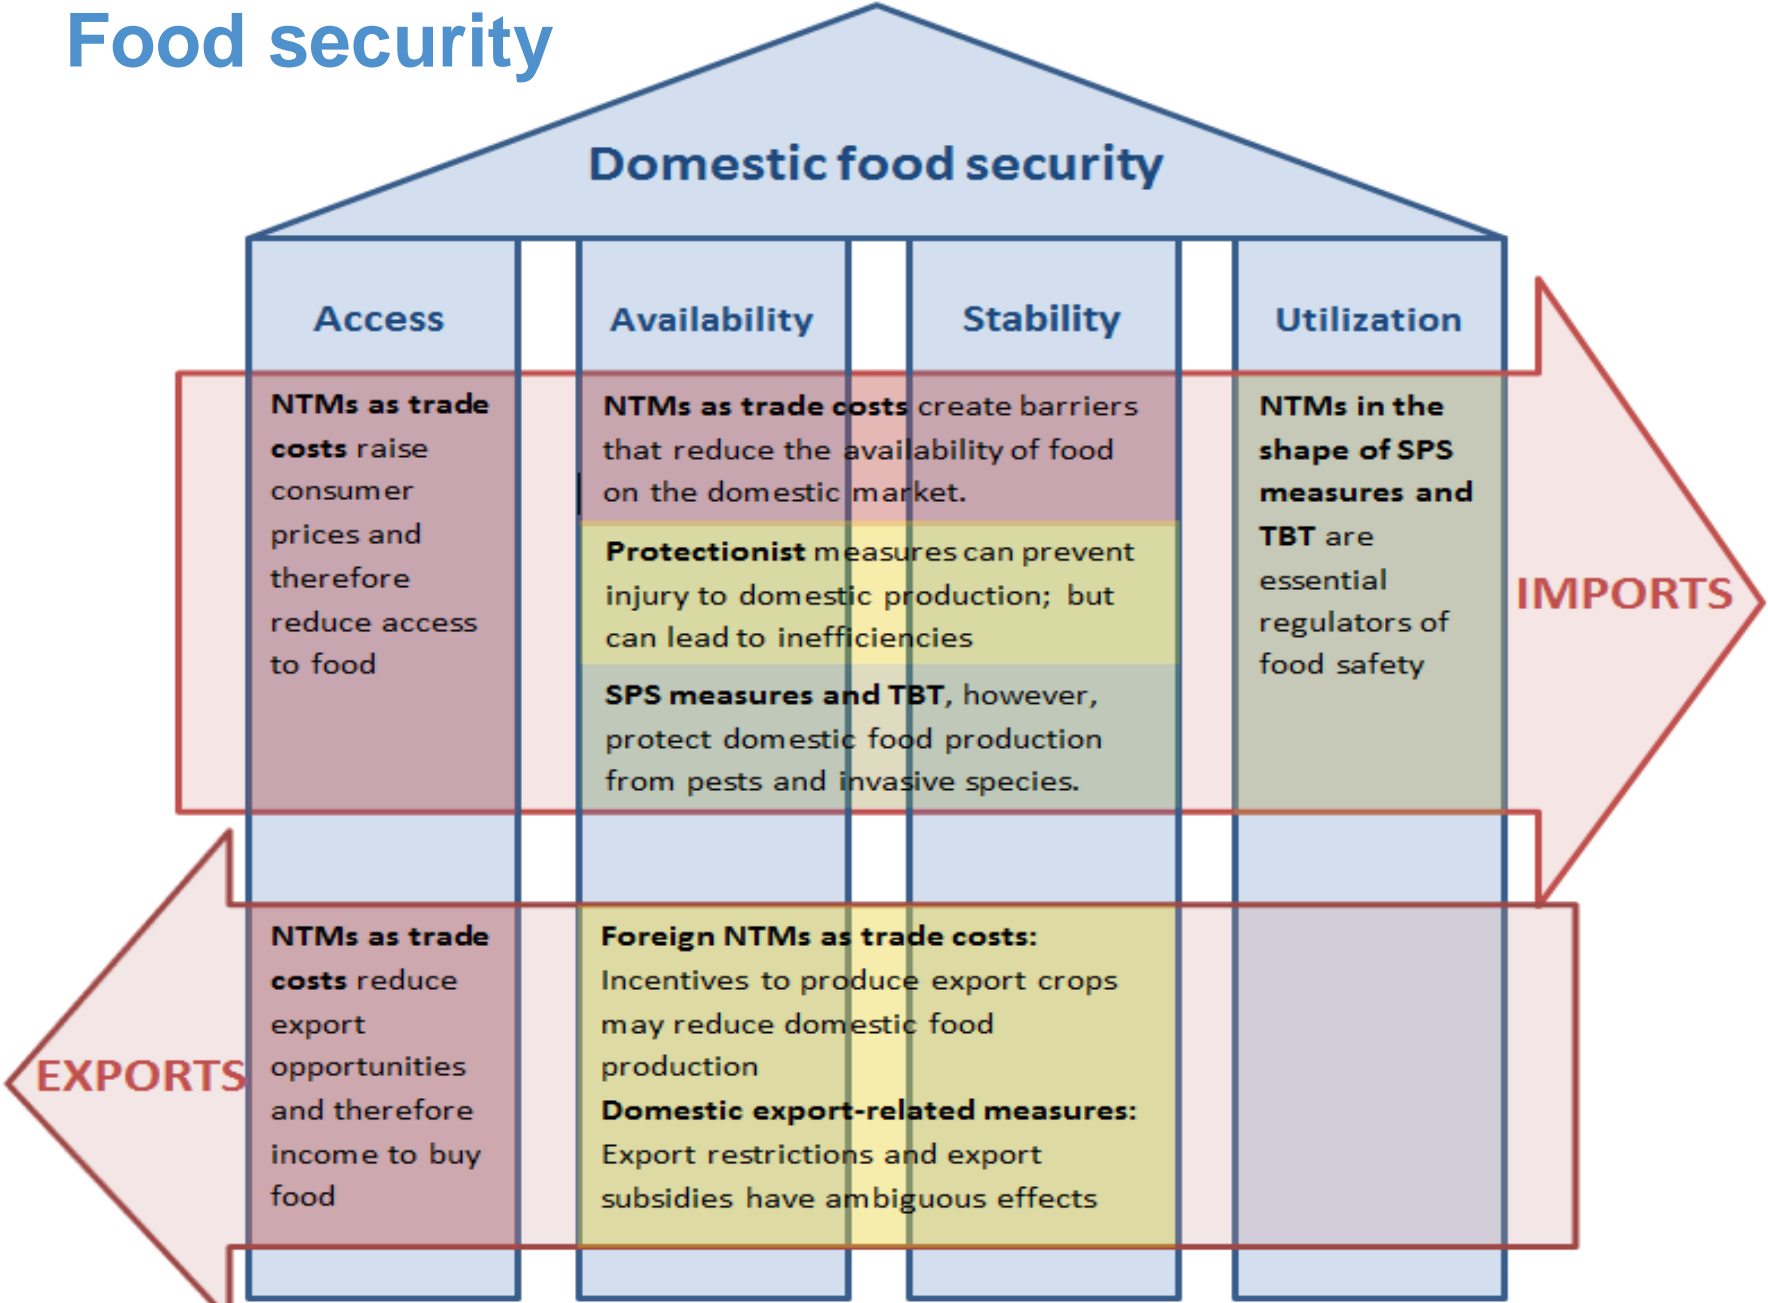 Food security
Domestic food security
Access
Availability
Stability
Utilization
NTMs as trade
costs raise
consumer
prices and
therefore
reduce access
to food
NTMs as trade costs create barriers
that reduce the availability of food
on the domestic market.
Protectionist measures can prevent
injury to domestic production; but
can lead to inefficiencies
SPS measures and TBT, however,
protect domestic food production
from pests and invasive species.
NTMs in the
shape of SPS
measures and
TBT are
essential
regulators of
food safety
IMPORTS
EXPORTS
NTMs as trade
costs reduce
export
opportunities
and therefore
income to buy
food
Foreign NTMs as trade costs:
Incentives to produce export crops
may reduce domestic food
production
Domestic export-related measures:
Export restrictions and export
subsidies have ambiguous effects